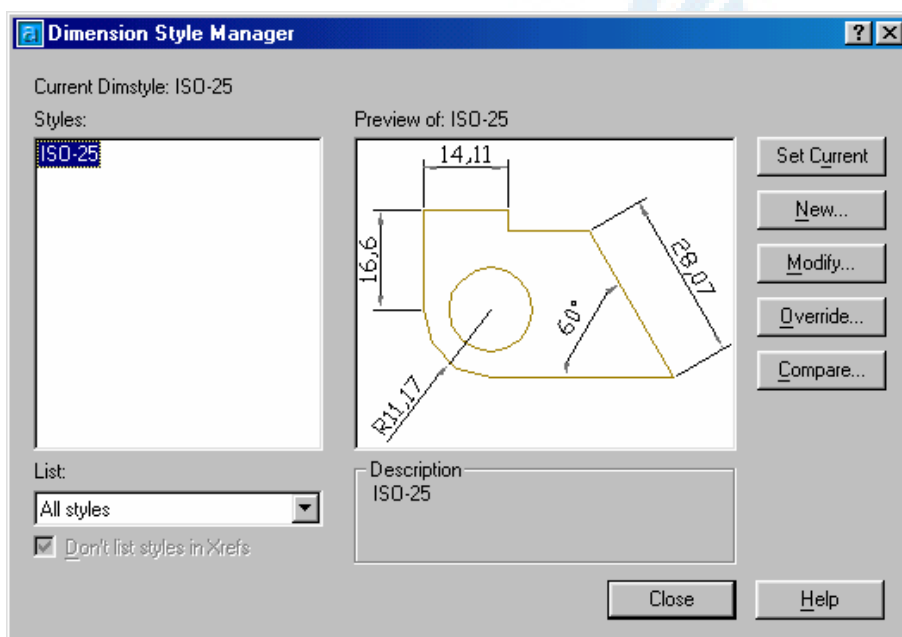 Dimension Style Manager
Current Dimstyle: ISO-25
Styles:
ISO-25
Preview of: ISO-25
14,11
16,6
28,07
60°
R11,17
Set Current
New...
Modify...
Override...
Compare...
List:
All styles
Don't list styles in Xrefs
Description
ISO-25
Close
Help